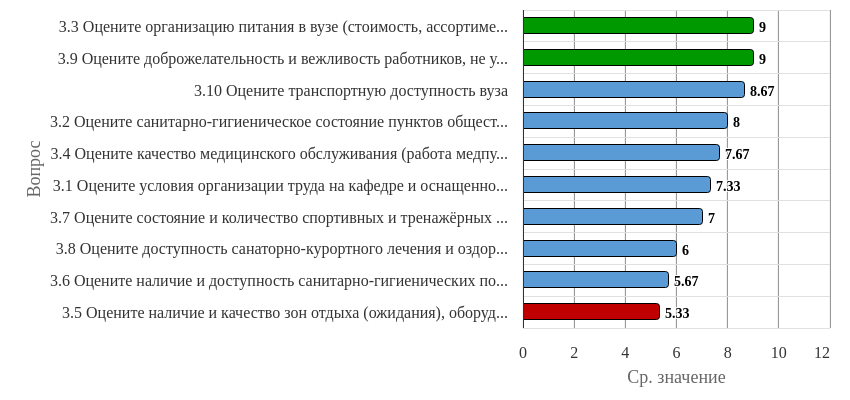 3.3 Оцените организацию питания в вузе (стоимость, ассортиме... 9
3.9 Оцените доброжелательность и вежливость работников, не у... 9
3.10 Оцените транспортную доступность вуза 8.67
3.2 Оцените санитарно-гигиеническое состояние пунктов общест... 8
3.4 Оцените качество медицинского обслуживания (работа медпу... 7.67
3.1 Оцените условия организации труда на кафедре и оснащенно... 7.33
3.7 Оцените состояние и количество спортивных и тренажёрных ... 7
3.8 Оцените доступность санаторно-курортного лечения и оздор... 6
3.6 Оцените наличие и доступность санитарно-гигиенических по... 5.67
3.5 Оцените наличие и качество зон отдыха (ожидания), оборуд... 5.33
Вопрос
0 2 4 6 8 10 12
Ср. значение